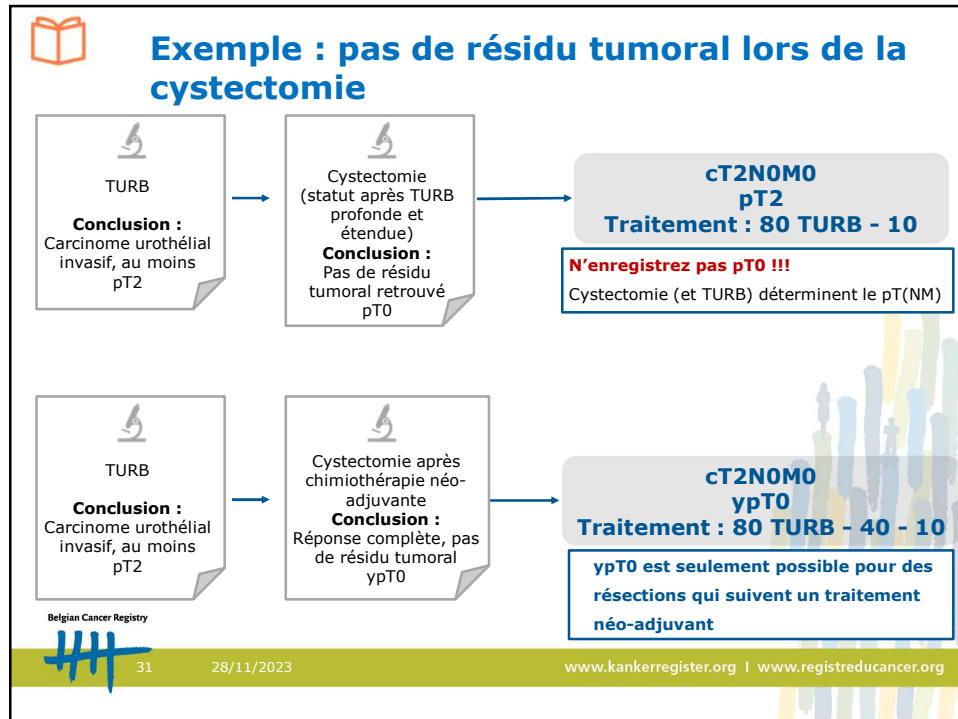 Exemple : pas de résidu tumoral lors de la
cystectomie
TURB
Conclusion :
Carcinome urothélial
invasif, au moins
pT2
Cystectomie
(statut après TURB
profonde et
étendue)
Conclusion :
Pas de résidu
tumoral retrouvé
pT0
cT2N0M0
pT2
Traitement : 80 TURB - 10
N’enregistrez pas pT0 !!!
Cystectomie (et TURB) déterminent le pT(NM)
TURB
Conclusion :
Carcinome urothélial
invasif, au moins
pT2
Cystectomie après
chimiothérapie néo-
adjuvante
Conclusion :
Réponse complète, pas
de résidu tumoral
ypT0
cT2N0M0
ypT0
Traitement : 80 TURB - 40 - 10
ypT0 est seulement possible pour des
résections qui suivent un traitement
néo-adjuvant
Belgian Cancer Registry
31 28/11/2023 www.kankerregister.org I www.registreducancer.org